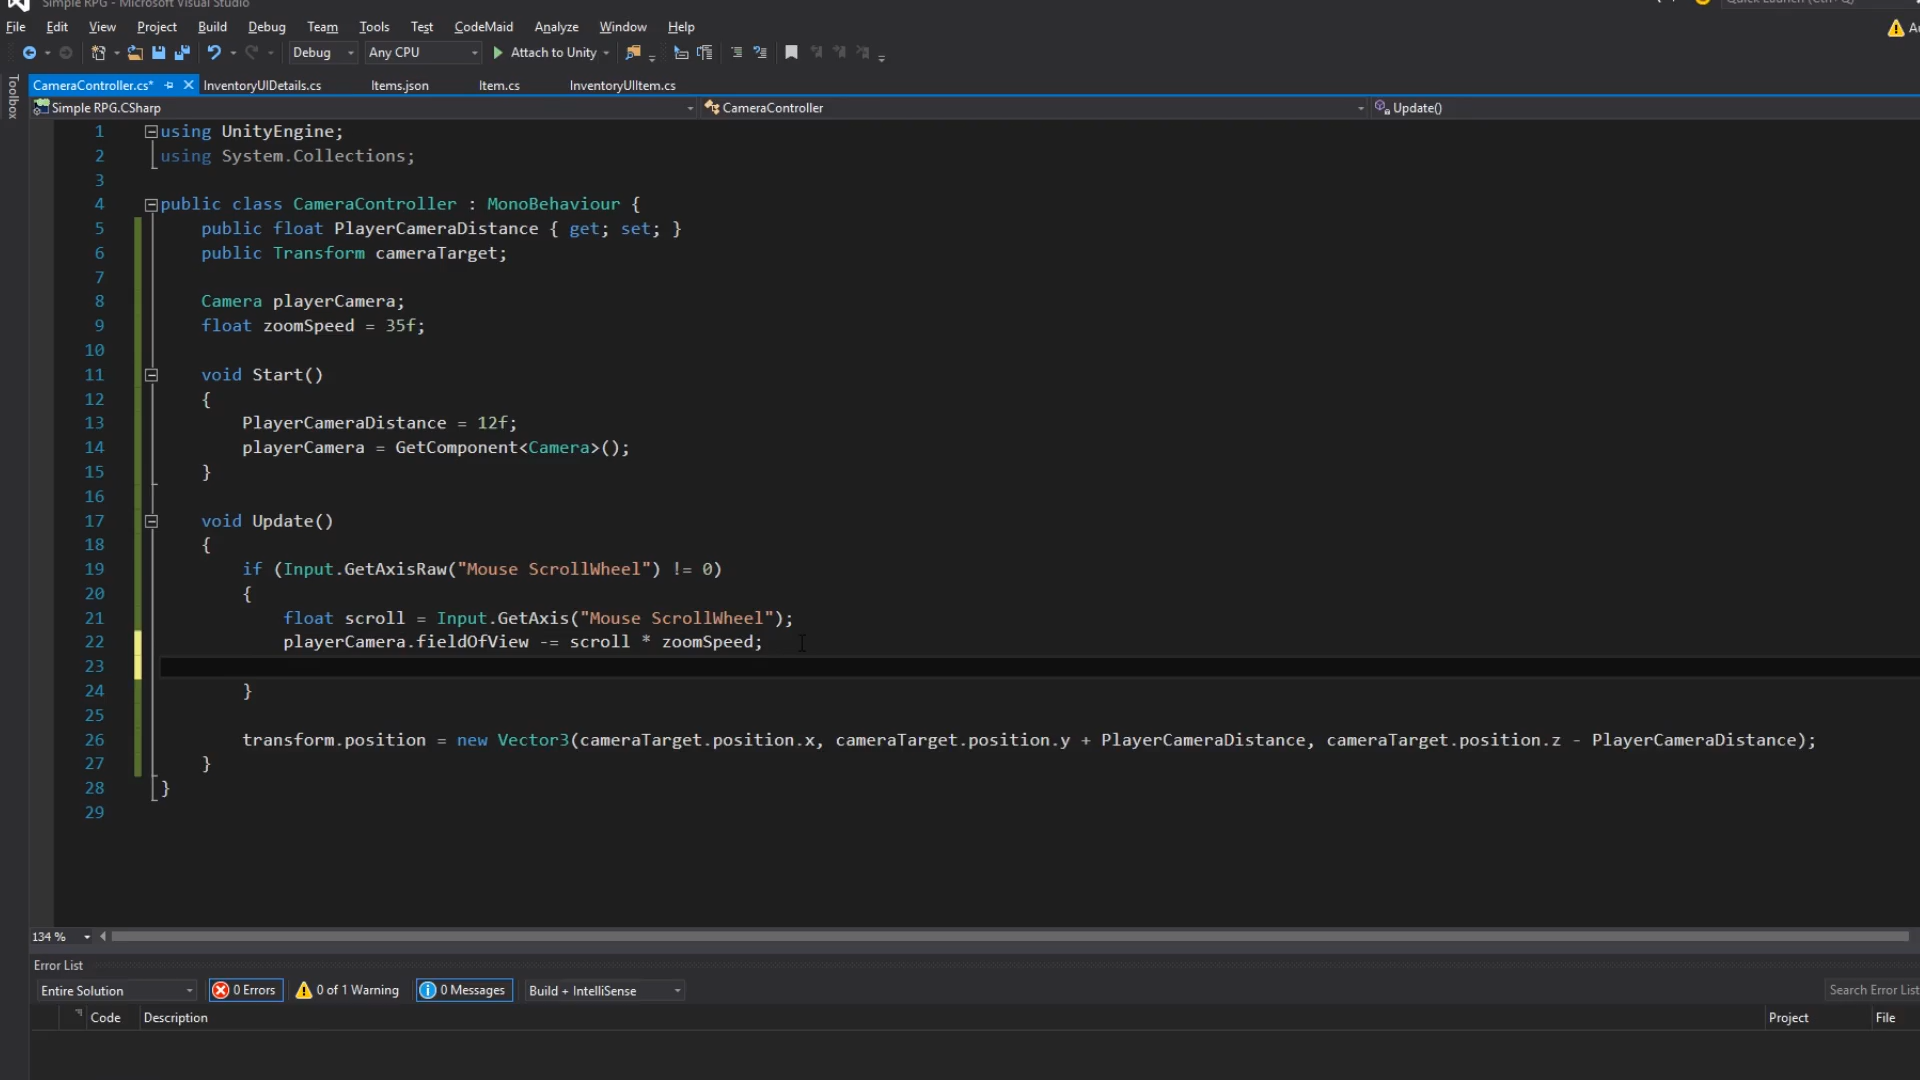 Simple RPG - Microsoft Visual Studio
File Edit View Project Build Debug Team Tools Test CodeMaid Analyze Window Help
Debug Any CPU Attach to Unity
Toolbox
CameraController.cs* InventoryUIDetails.cs Items.json Item.cs InventoryUIItem.cs
Simple RPG.CSharp CameraController Update()
1 using UnityEngine;
2 using System.Collections;
3
4 public class CameraController : MonoBehaviour {
5 public float PlayerCameraDistance { get; set; }
6 public Transform cameraTarget;
7
8 Camera playerCamera;
9 float zoomSpeed = 35f;
10
11 void Start()
12 {
13 PlayerCameraDistance = 12f;
14 playerCamera = GetComponent<Camera>();
15 }
16
17 void Update()
18 {
19 if (Input.GetAxisRaw("Mouse ScrollWheel") != 0)
20 {
21 float scroll = Input.GetAxis("Mouse ScrollWheel");
22 playerCamera.fieldOfView -= scroll * zoomSpeed;
23
24 }
25
26 transform.position = new Vector3(cameraTarget.position.x, cameraTarget.position.y + PlayerCameraDistance, cameraTarget.position.z - PlayerCameraDistance);
27 }
28 }
29
134 %
Error List
Entire Solution 0 Errors 0 of 1 Warning 0 Messages Build + IntelliSense Search Error List
Code Description Project File